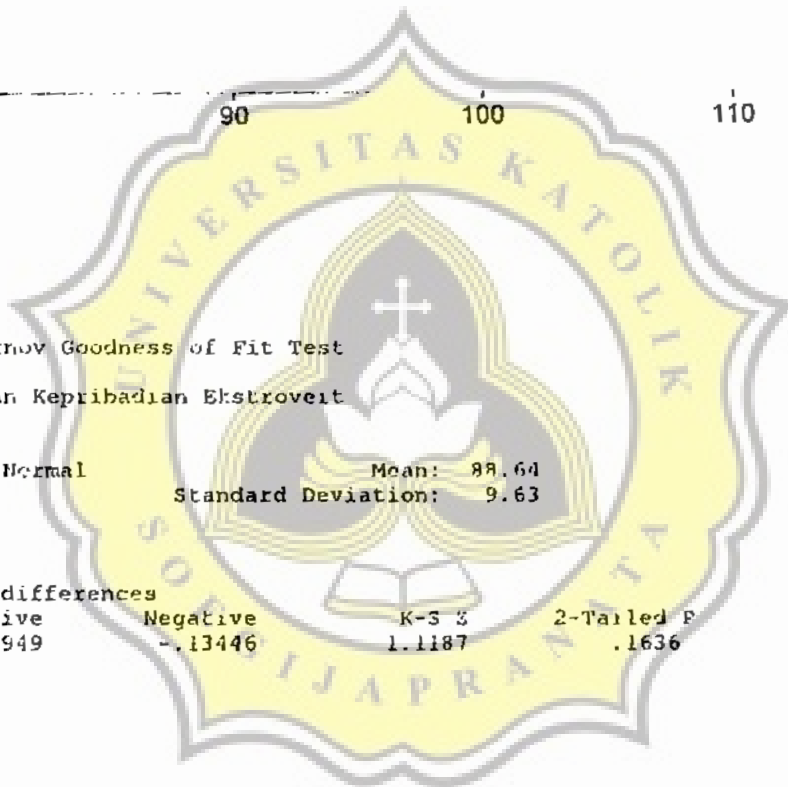 90 100 110
nov Goodness of Fit Test
an Kepribadian Ekstrovert
Normal Mean: 88.64
Standard Deviation: 9.63
differences
ive Negative K-S Z 2-Tailed P
949 -.13446 1.1187 .1636
UNIVERSITAS KATOLIK
SOEGIJAPRANATA